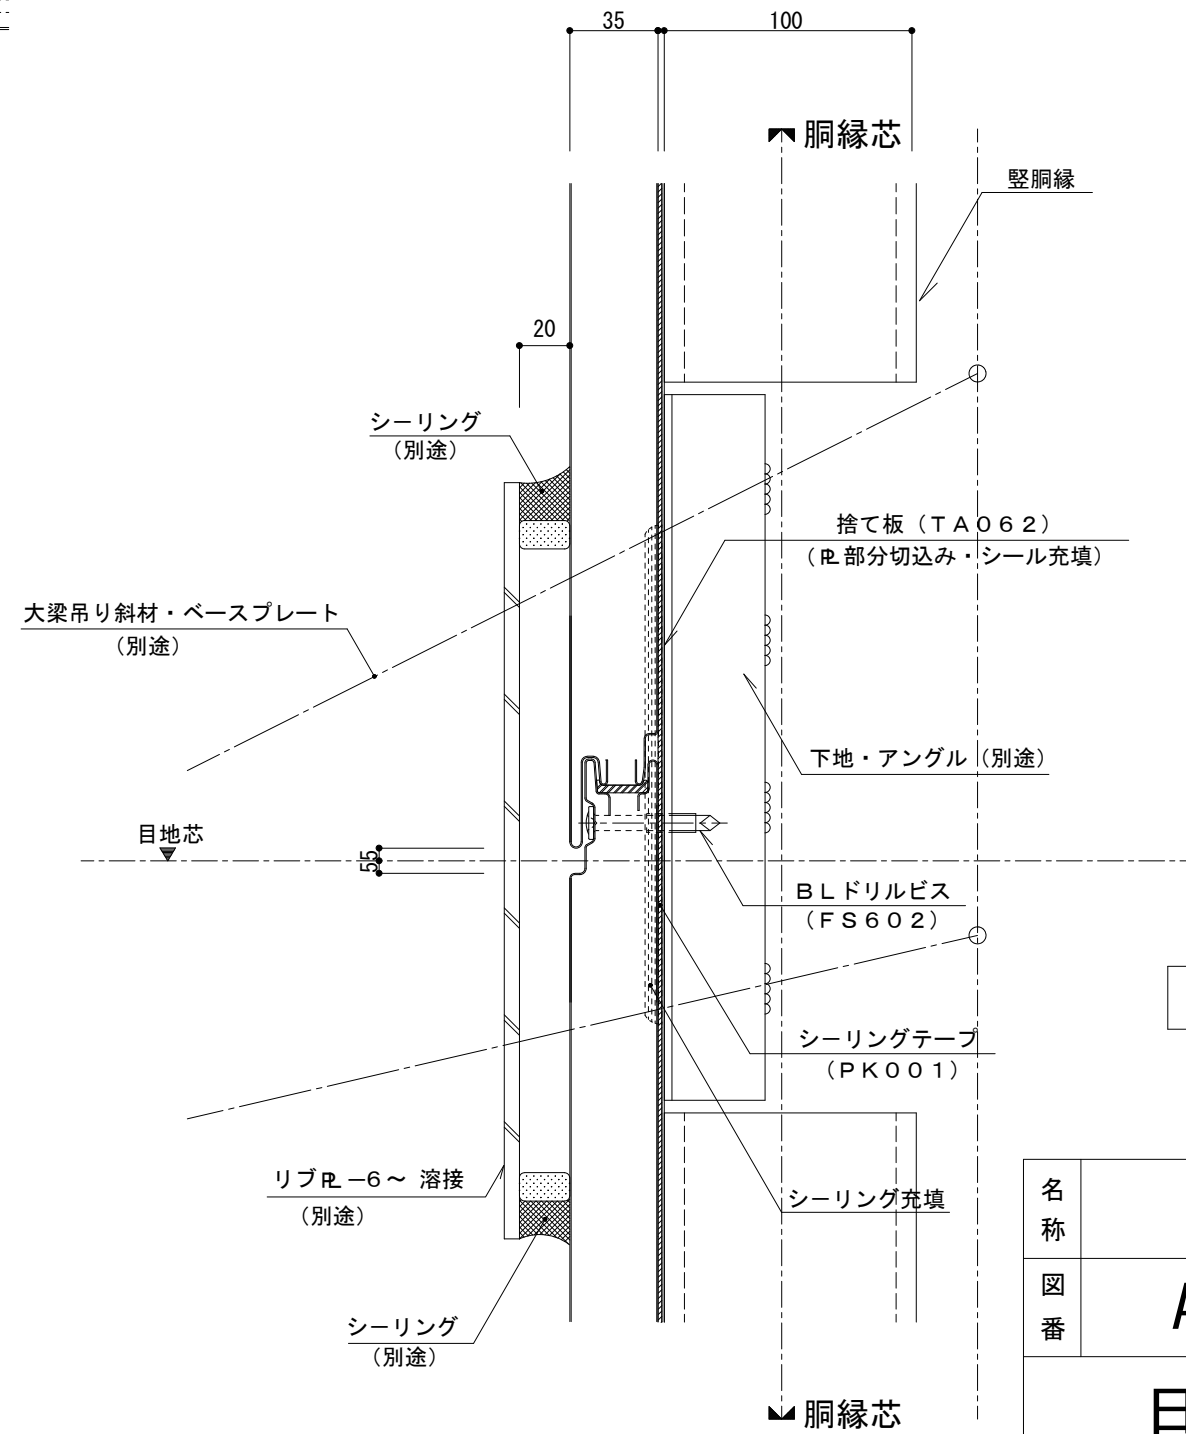 35
100
胴縁芯
竪胴縁
20
シーリング
（別途）
捨て板（ＴＡ０６２）
（PL部分切込み・シール充填）
大梁吊り斜材・ベースプレート
（別途）
下地・アングル（別途）
目地芯
5
5
ＢＬドリルビス
（ＦＳ６０２）
シーリングテープ
（ＰＫ００１）
リブPL－6～ 溶接
（別途）
シーリング充填
名称
図番
A
シーリング
（別途）
胴縁芯